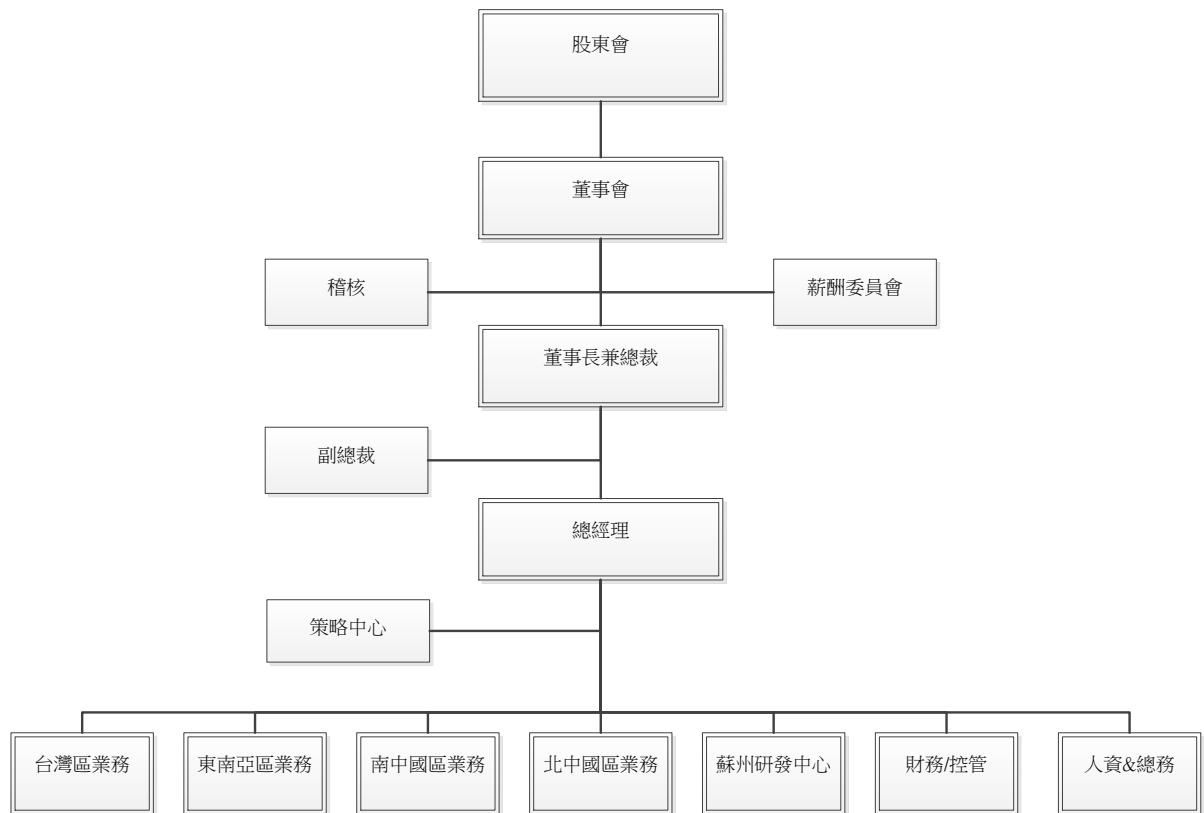 股東會
董事會
稽核
薪酬委員會
董事長兼總裁
副總裁
總經理
策略中心
台灣區業務
東南亞區業務
南中國區業務
北中國區業務
蘇州研發中心
財務/控管
人資&總務